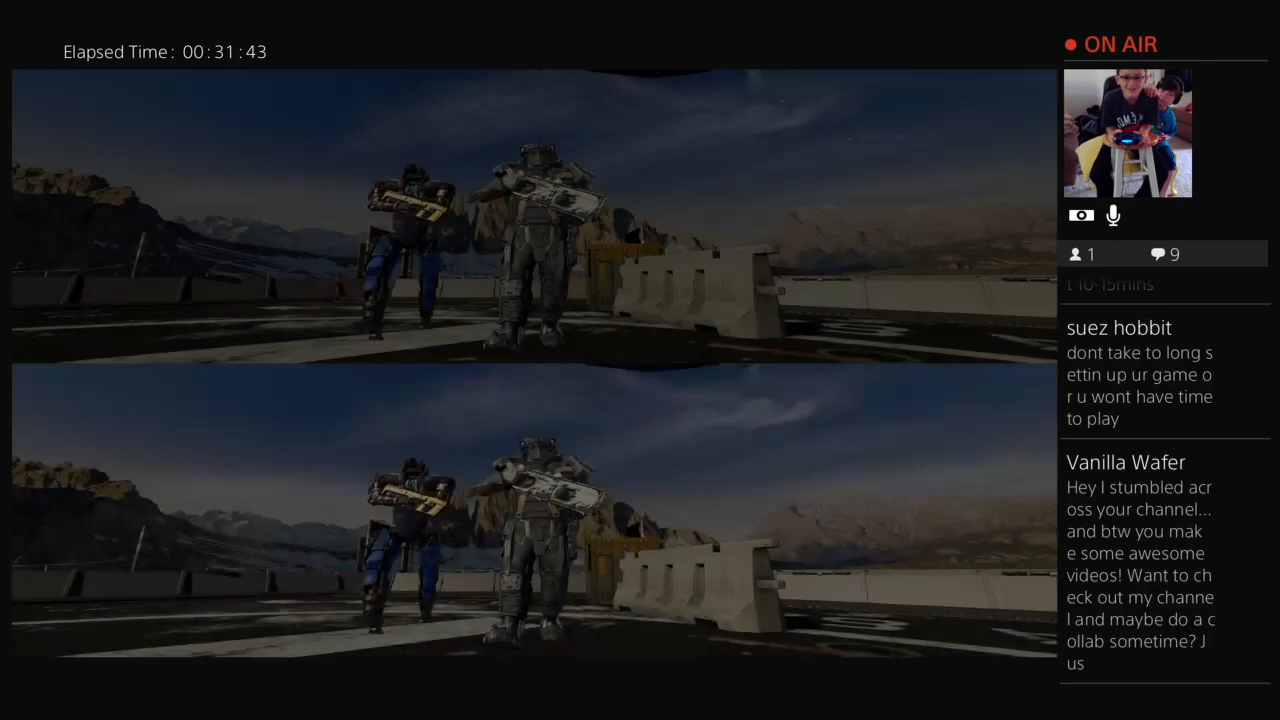 Elapsed Time: 00:31:43
ON AIR
1
9
t 10-15mins
suez hobbit
dont take to long s
ettin up ur game o
r u wont have time
to play
Vanilla Wafer
Hey I stumbled acr
oss your channel...
and btw you mak
e some awesome
videos! Want to ch
eck out my channe
l and maybe do a c
ollab sometime? J
us